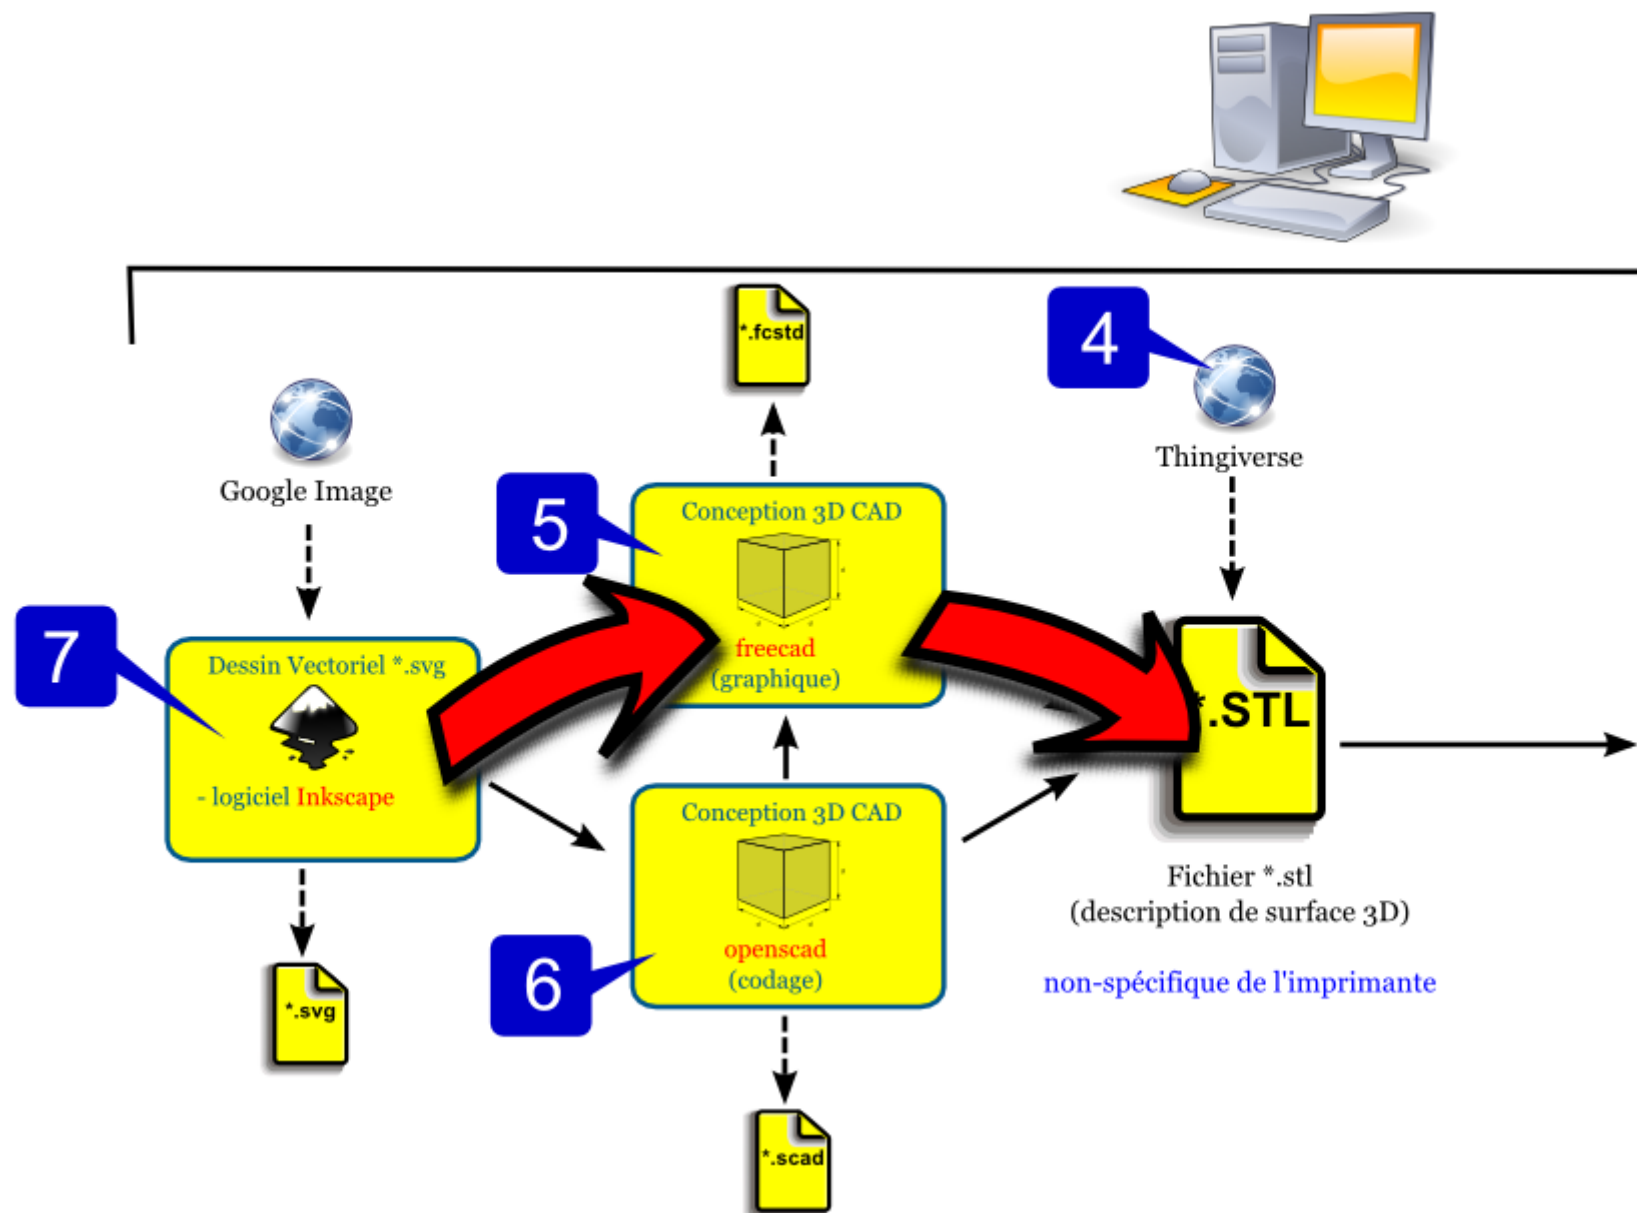 *.fcstd
4
Thingiverse
Google Image
5
Conception 3D CAD
freecad
(graphique)
7
Dessin Vectoriel *.svg
- logiciel Inkscape
*.STL
Conception 3D CAD
openscad
(codage)
6
Fichier *.stl
(description de surface 3D)
non-spécifique de l'imprimante
*.svg
*.scad